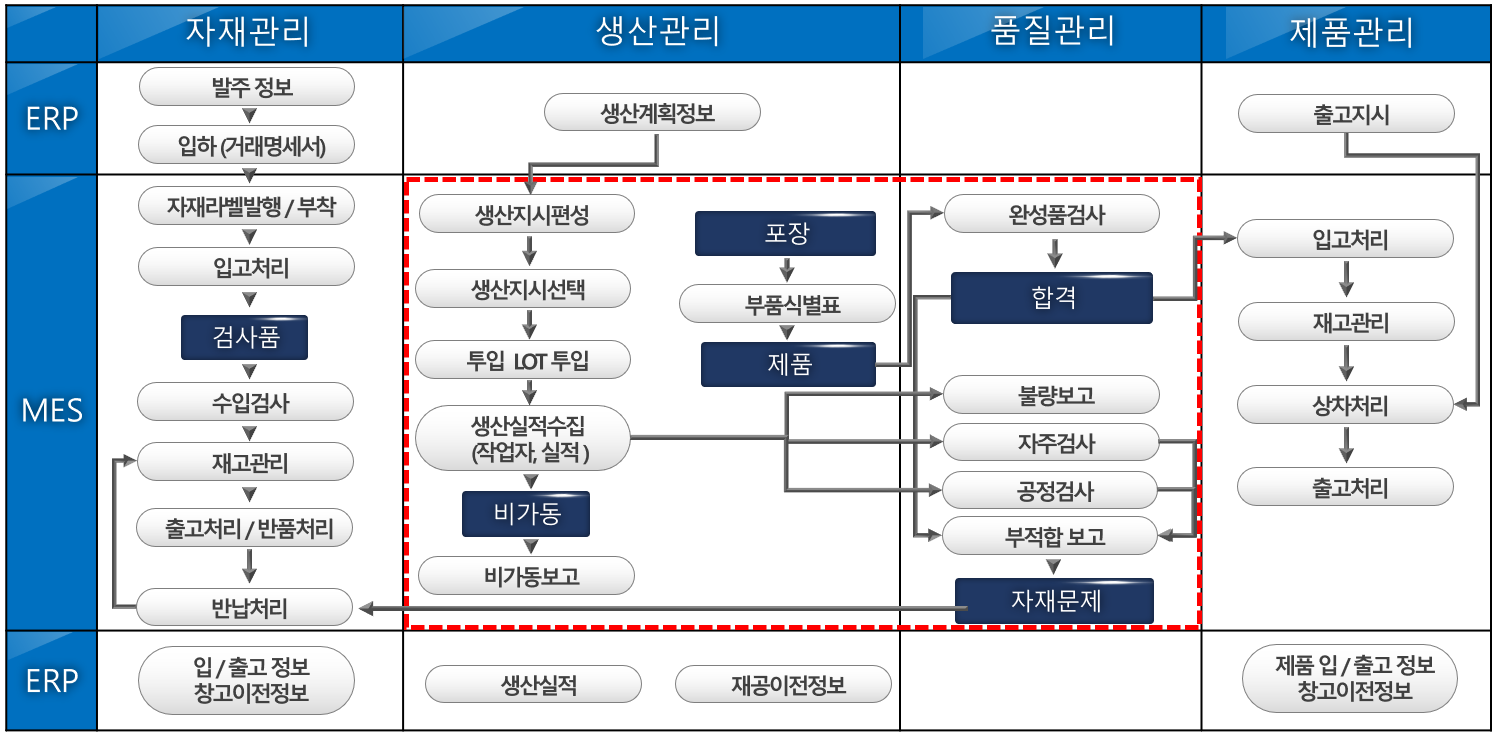 자재관리
생산관리
품질관리
제품관리
ERP
발주 정보
입하 (거래명세서)
생산계획정보
출고지시
MES
자재라벨발행 / 부착
입고처리
검사품
수입검사
재고관리
출고처리 / 반품처리
반납처리
생산지시편성
생산지시선택
투입 LOT 투입
생산실적수집
(작업자, 실적 )
비가동
비가동보고
포장
부품식별표
제품
완성품검사
합격
불량보고
자주검사
공정검사
부적합 보고
자재문제
입고처리
재고관리
상차처리
출고처리
ERP
입 / 출고 정보
창고이전정보
생산실적
재공이전정보
제품 입 / 출고 정보
창고이전정보